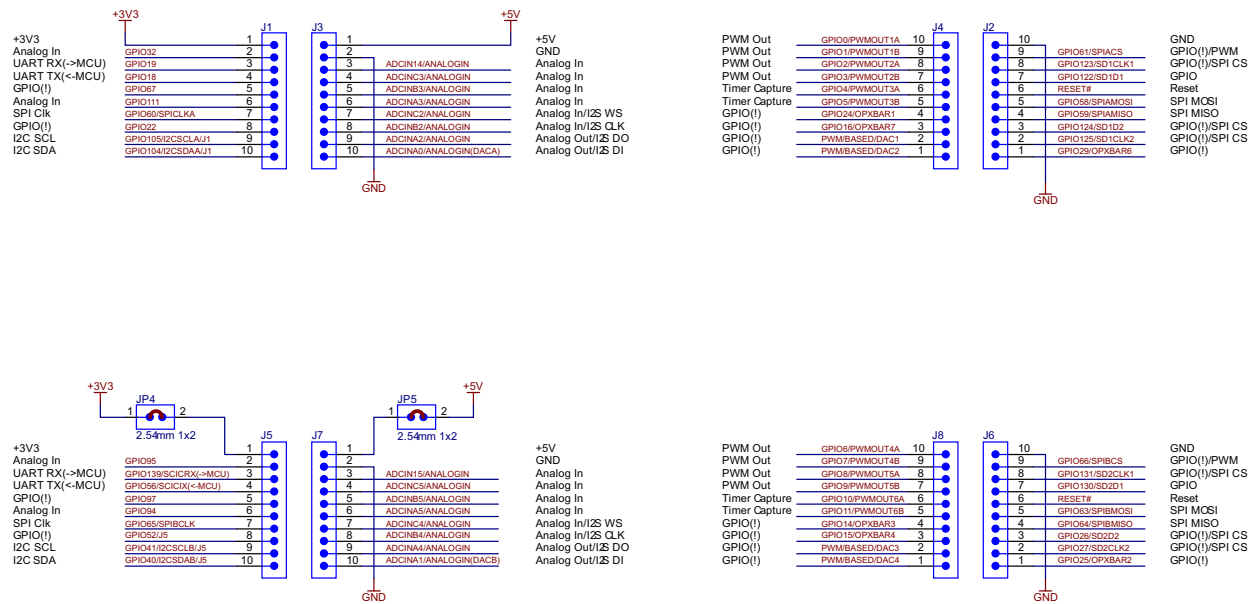 +3V3 +5V
J1 J3 J4 J2
+3V3 1 1 +5V PWM Out GPIO0/PWMOUT1A 10 10 GND
Analog In GPIO32 2 2 GND PWM Out GPIO1/PWMOUT1B 9 9 GPIO61/SPIACS GPIO(!)/PWM
UART RX(->MCU) GPIO19 3 3 ADCIN14/ANALOGIN Analog In PWM Out GPIO2/PWMOUT2A 8 8 GPIO123/SD1CLK1 GPIO(!)/SPI CS
UART TX(<-MCU) GPIO18 4 4 ADCINC3/ANALOGIN Analog In PWM Out GPIO3/PWMOUT2B 7 7 GPIO122/SD1D1 GPIO
GPIO(!) GPIO67 5 5 ADCINB3/ANALOGIN Analog In Timer Capture GPIO4/PWMOUT3A 6 6 RESET# Reset
Analog In GPIO111 6 6 ADCINA3/ANALOGIN Analog In Timer Capture GPIO5/PWMOUT3B 5 5 GPIO58/SPIAMOSI SPI MOSI
SPI Clk GPIO60/SPICLKA 7 7 ADCINC2/ANALOGIN Analog In/I2S WS GPIO(!) GPIO24/OPXBAR1 4 4 GPIO59/SPIAMISO SPI MISO
GPIO(!) GPIO22 8 8 ADCINB2/ANALOGIN Analog In/I2S CLK GPIO(!) GPIO16/OPXBAR7 3 3 GPIO124/SD1D2 GPIO(!)/SPI CS
I2C SCL GPIO105/I2CSCLA/J1 9 9 ADCINA2/ANALOGIN Analog Out/I2S DO GPIO(!) PWM/BASED/DAC1 2 2 GPIO125/SD1CLK2 GPIO(!)/SPI CS
I2C SDA GPIO104/I2CSDAA/J1 10 10 ADCINA0/ANALOGIN(DACA) Analog Out/I2S DI GPIO(!) PWM/BASED/DAC2 1 1 GPIO29/OPXBAR6 GPIO(!)
GND GND
+3V3 +5V
JP4 JP5
1 2 1 2
2.54mm 1x2 2.54mm 1x2
J5 J7 J8 J6
+3V3 1 1 +5V PWM Out GPIO6/PWMOUT4A 10 10 GND
Analog In GPIO95 2 2 GND PWM Out GPIO7/PWMOUT4B 9 9 GPIO66/SPIBCS GPIO(!)/PWM
UART RX(->MCU) GPIO139/SCICRX(->MCU) 3 3 ADCIN15/ANALOGIN Analog In PWM Out GPIO8/PWMOUT5A 8 8 GPIO131/SD2CLK1 GPIO(!)/SPI CS
UART TX(<-MCU) GPIO56/SCICIX(<-MCU) 4 4 ADCINC5/ANALOGIN Analog In PWM Out GPIO9/PWMOUT5B 7 7 GPIO130/SD2D1 GPIO
GPIO(!) GPIO97 5 5 ADCINB5/ANALOGIN Analog In Timer Capture GPIO10/PWMOUT6A 6 6 RESET# Reset
Analog In GPIO94 6 6 ADCINA5/ANALOGIN Analog In Timer Capture GPIO11/PWMOUT6B 5 5 GPIO63/SPIBMOSI SPI MOSI
SPI Clk GPIO65/SPIBCLK 7 7 ADCINC4/ANALOGIN Analog In/I2S WS GPIO(!) GPIO14/OPXBAR3 4 4 GPIO64/SPIBMISO SPI MISO
GPIO(!) GPIO52/J5 8 8 ADCINB4/ANALOGIN Analog In/I2S CLK GPIO(!) GPIO15/OPXBAR4 3 3 GPIO26/SD2D2 GPIO(!)/SPI CS
I2C SCL GPIO41/I2CSCLB/J5 9 9 ADCINA4/ANALOGIN Analog Out/I2S DO GPIO(!) PWM/BASED/DAC3 2 2 GPIO27/SD2CLK2 GPIO(!)/SPI CS
I2C SDA GPIO40/I2CSDAB/J5 10 10 ADCINA1/ANALOGIN(DACB) Analog Out/I2S DI GPIO(!) PWM/BASED/DAC4 1 1 GPIO25/OPXBAR2 GPIO(!)
GND GND